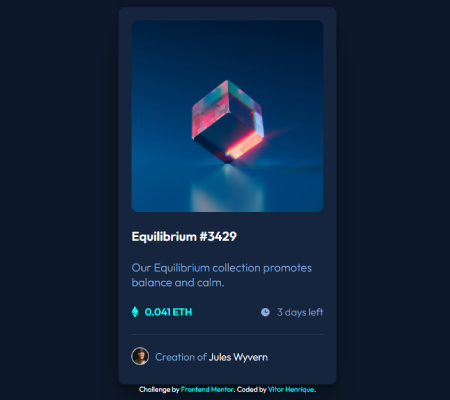 Equilibrium #3429
Our Equilibrium collection promotes
balance and calm.
0.041 ETH
3 days left
Creation of Jules Wyvern
Challenge by Frontend Mentor. Coded by Vitor Henrique.